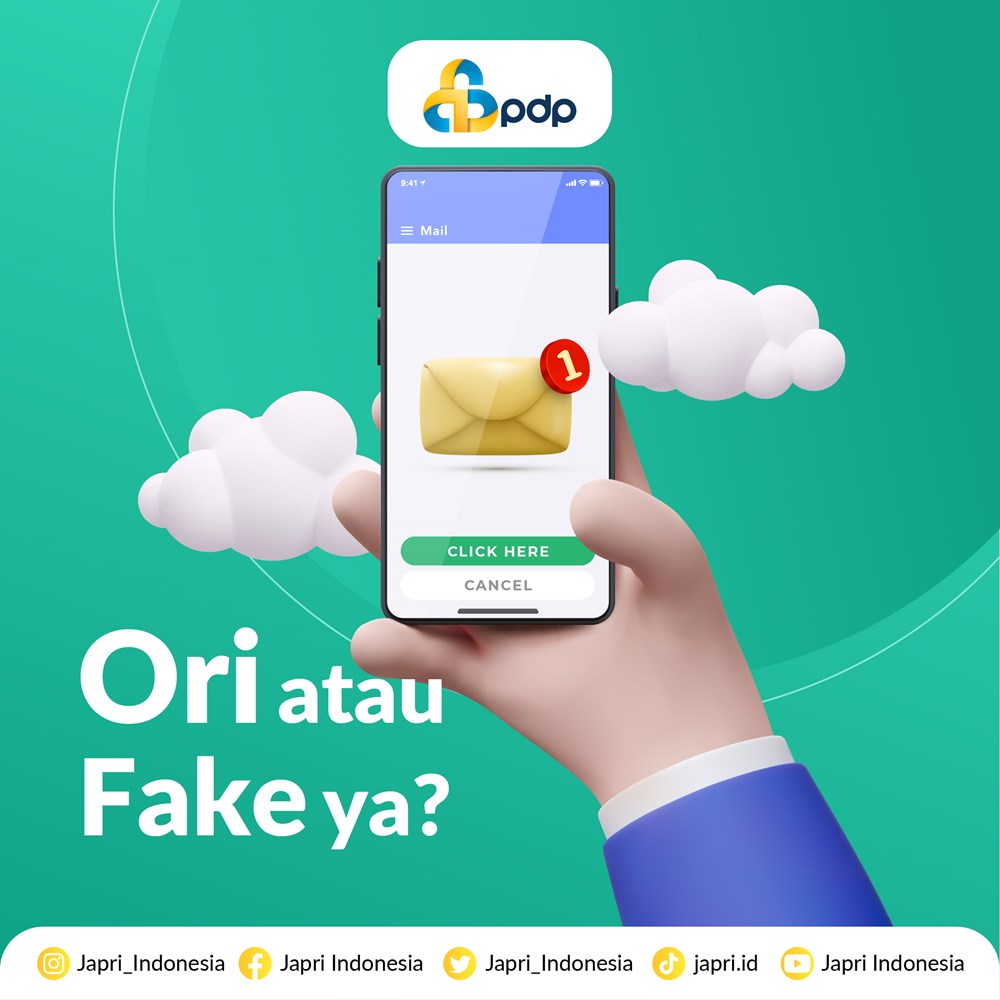 pdp
9:41
Mail
1
CLICK HERE
CANCEL
Ori atau
Fake ya?
Japri_Indonesia Japri Indonesia Japri_Indonesia japri.id Japri Indonesia